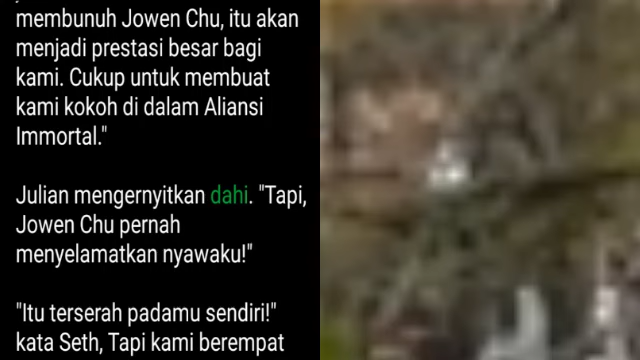 membunuh Jowen Chu, itu akan
menjadi prestasi besar bagi
kami. Cukup untuk membuat
kami kokoh di dalam Aliansi
Immortal."
Julian mengernyitkan dahi. "Tapi,
Jowen Chu pernah
menyelamatkan nyawaku!"
"Itu terserah padamu sendiri!"
kata Seth, Tapi kami berempat